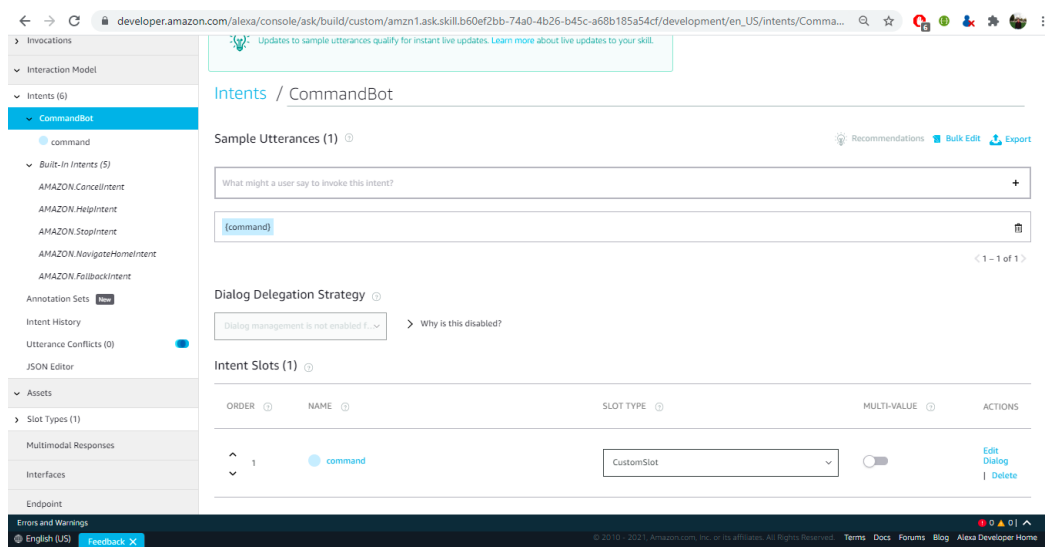 developer.amazon.com/alexa/console/ask/build/custom/amzn1.ask.skill.b60ef2bb-74a0-4b26-b45c-a68b185a54cf/development/en_US/intents/Comma...
6
Invocations
Interaction Model
Intents (6)
CommandBot
command
Built-In Intents (5)
AMAZON.CancelIntent
AMAZON.HelpIntent
AMAZON.StopIntent
AMAZON.NavigateHomeIntent
AMAZON.FallbackIntent
Annotation Sets New
Intent History
Utterance Conflicts (0)
JSON Editor
Assets
Slot Types (1)
Multimodal Responses
Interfaces
Endpoint
Updates to sample utterances qualify for instant live updates. Learn more about live updates to your skill.
Intents / CommandBot
Sample Utterances (1) ?
Recommendations Bulk Edit Export
What might a user say to invoke this intent? +
{command}
< 1 – 1 of 1 >
Dialog Delegation Strategy ?
Dialog management is not enabled f... Why is this disabled?
Intent Slots (1) ?
ORDER ? NAME ? SLOT TYPE ? MULTI-VALUE ? ACTIONS
1 command CustomSlot Edit Dialog | Delete
Errors and Warnings 0 0 |
English (US) Feedback X © 2010 - 2021, Amazon.com, Inc. or its affiliates. All Rights Reserved. Terms Docs Forums Blog Alexa Developer Home